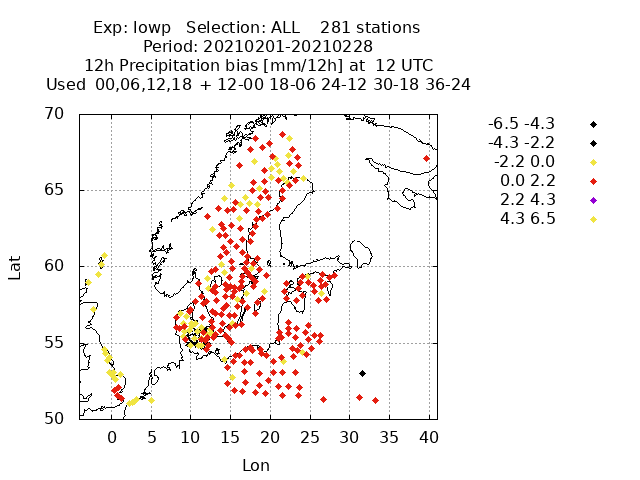 Exp: lowp   Selection: ALL    281 stations
Period: 20210201-20210228
12h Precipitation bias [mm/12h] at  12 UTC
Used  00,06,12,18  + 12-00 18-06 24-12 30-18 36-24
70
65
60
55
50
Lat
0 5 10 15 20 25 30 35 40
Lon
-6.5 -4.3
-4.3 -2.2
-2.2 0.0
0.0 2.2
2.2 4.3
4.3 6.5